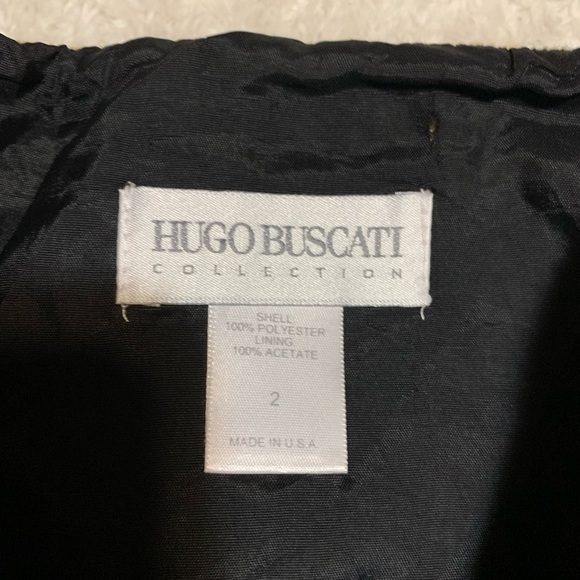 HUGO BUSCATI
COLLECTION
SHELL
100% POLYESTER
LINING
100% ACETATE
2
MADE IN U.S.A.